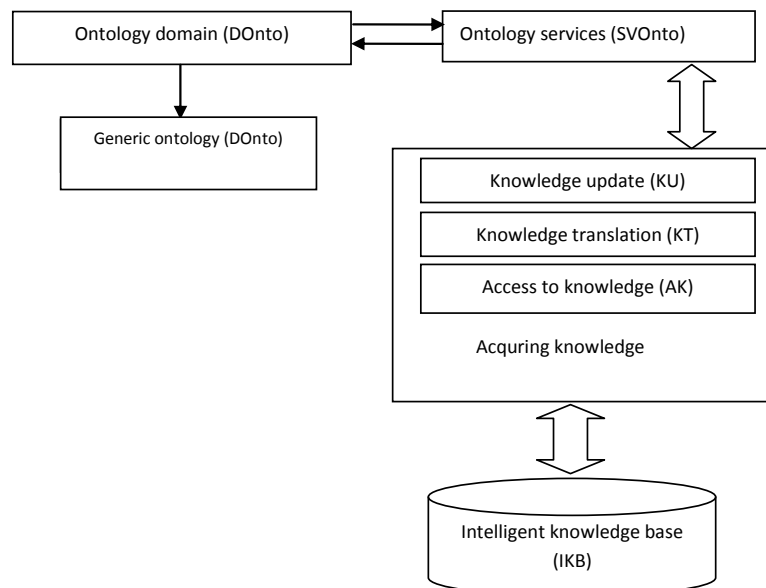 Ontology domain (DOnto)
Ontology services (SVOnto)
Generic ontology (DOnto)
Knowledge update (KU)
Knowledge translation (KT)
Access to knowledge (AK)
Acquring knowledge
Intelligent knowledge base
(IKB)